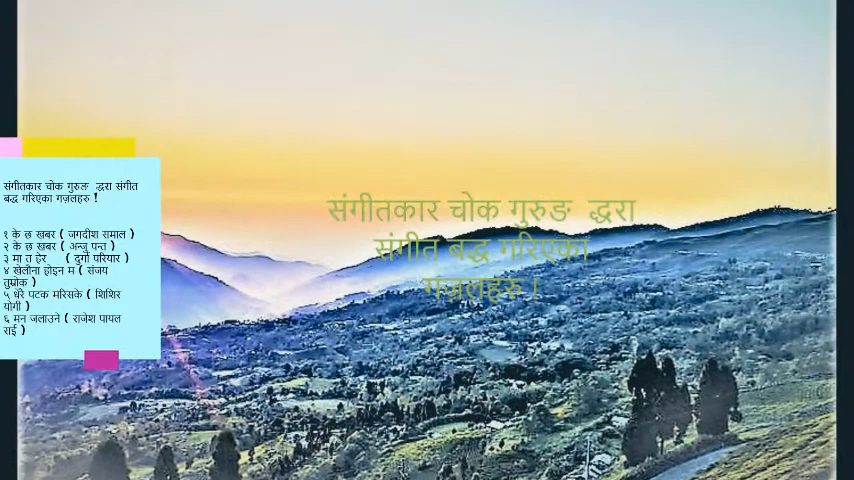 संगीतकार चोक गुरुङ  द्धरा संगीत
बद्ध गरिएका गज़लहरु !
१ के छ खबर ( जगदीश समाल )
२ के छ खबर ( अन्जु पन्त )
३ मा त हेर     ( दुर्गा परियार )
४ खेलौना होइन म ( संजय
तुम्रोक )
५ धेरै पटक मरिसके ( शिशिर
योगी )
६ मन जलाउने ( राजेश पायल
राई )
संगीतकार चोक गुरुङ  द्धरा
संगीत बद्ध गरिएका
गज़लहरु !